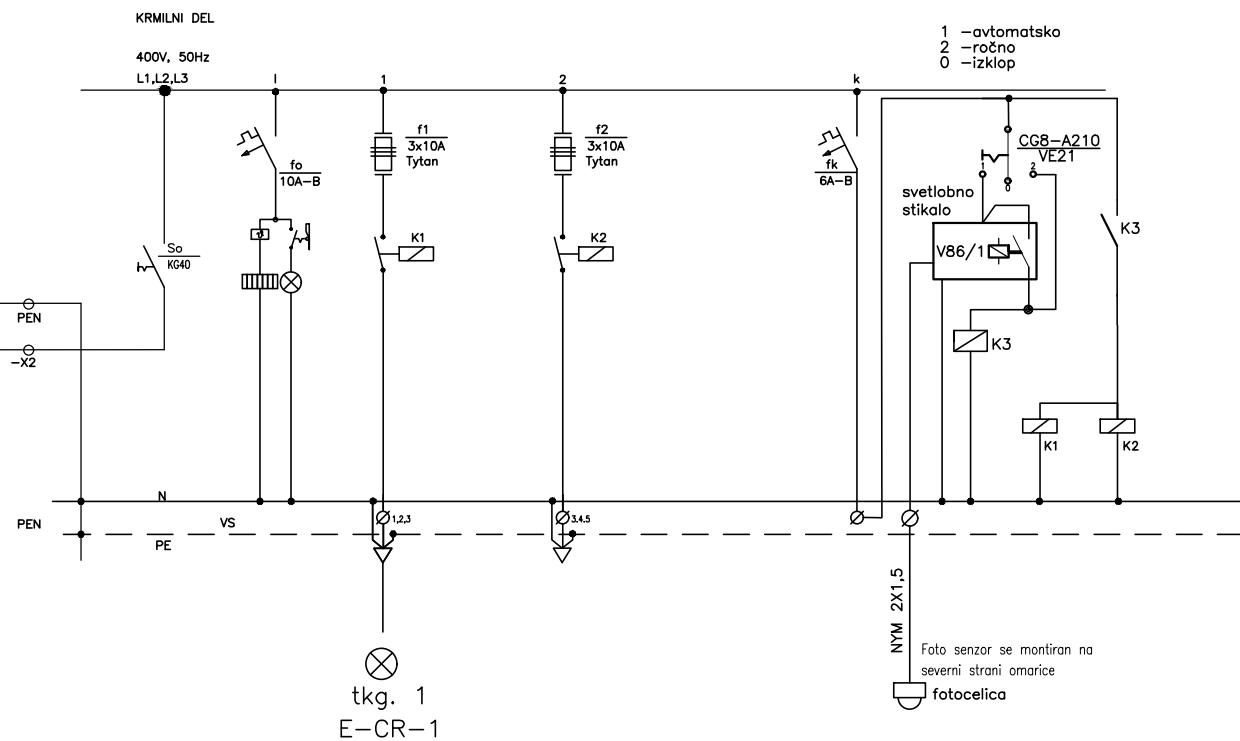 KRMILNI DEL
400V, 50Hz
L1,L2,L3
1 -avtomatsko
2 -ročno
0 -izklop
l
1
2
k
fo
10A-B
f1
3x10A
Tytan
f2
3x10A
Tytan
fk
6A-B
CG8-A210
VE21
1
0
2
svetlobno
stikalo
V86/1
K3
So
KG40
K1
K2
PEN
-X2
K3
K1
K2
N
PEN
VS
PE
1,2,3
3.4.5
NYM 2X1,5
Foto senzor se montiran na
severni strani omarice
fotocelica
tkg. 1
E-CR-1